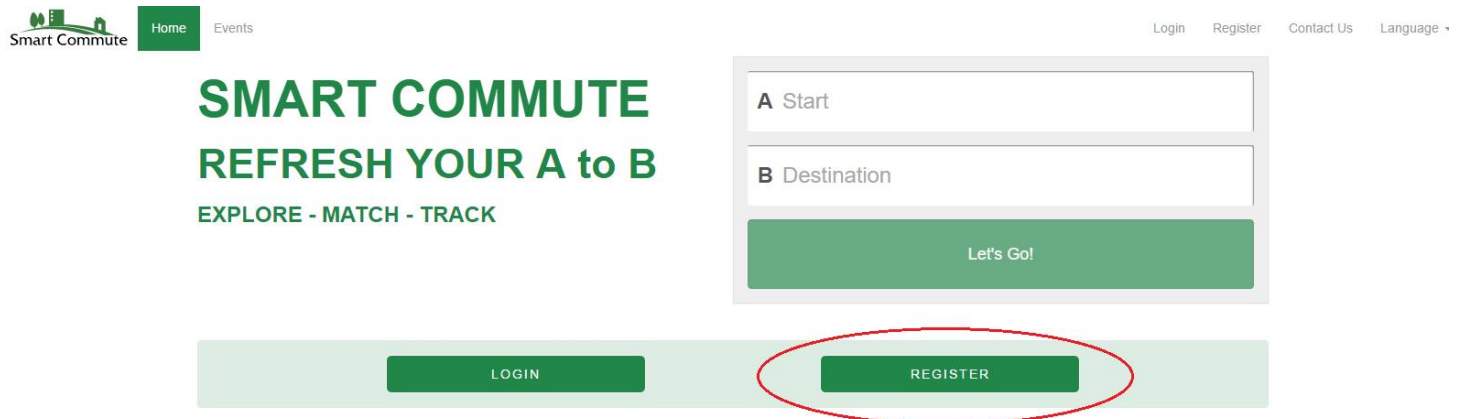 Smart Commute
Home
Events
Login
Register
Contact Us
Language
SMART COMMUTE
REFRESH YOUR A to B
EXPLORE - MATCH - TRACK
A Start
B Destination
Let's Go!
LOGIN
REGISTER